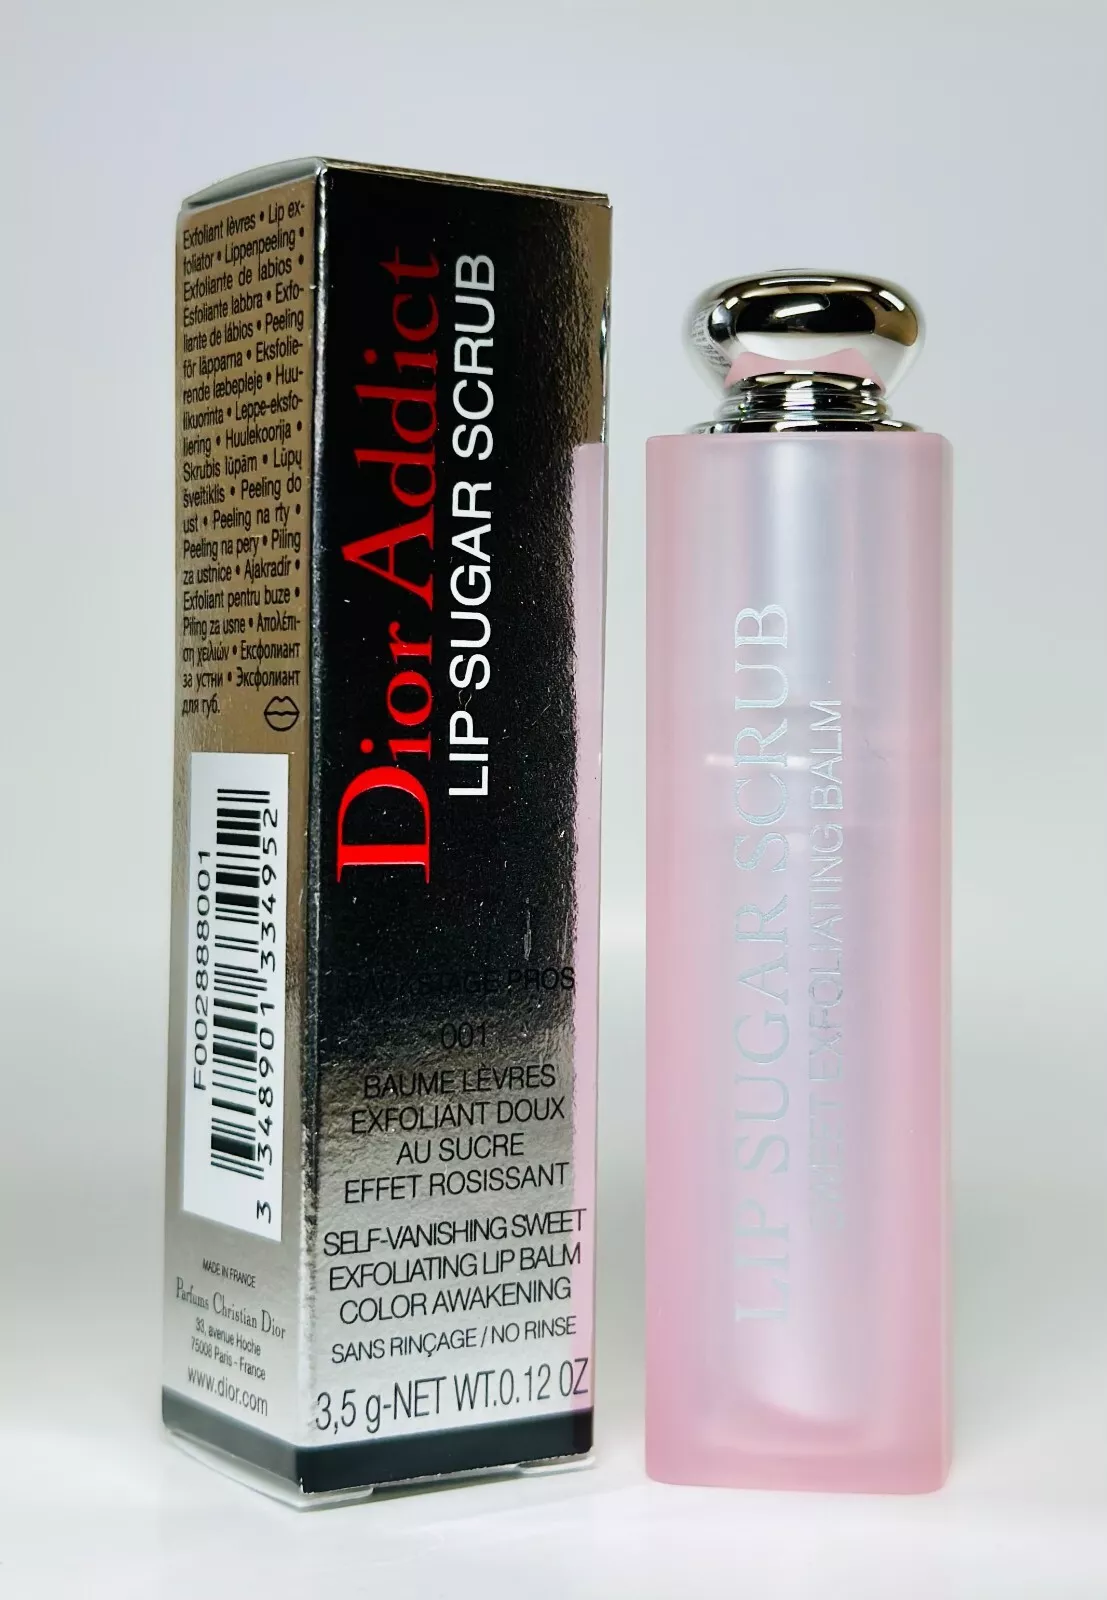 Exfoliant lèvres • Lip ex-
foliator • Lippenpeeling •
Exfoliante de labios •
Esfoliante labbra • Exfo-
liante de lábios • Peeling
för läpparna • Eksfolie-
rende læbepleje • Huu-
likuorinta • Leppe-eksfo-
liering • Huulekoorija •
Skrubis lūpām • Lūpų
šveitiklis • Peeling do
ust • Peeling na rty •
Peeling na pery • Piling
za ustnice • Ajakradír •
Exfoliant pentru buze •
Piling za usne • Απολέπι-
ση χειλιών • Ексфолиант
за устни • Эксфолиант
для губ.
F002888001
3 348901 334952
MADE IN FRANCE
Parfums Christian Dior
33, avenue Hoche
75008 Paris - France
www.dior.com
Dior Addict
LIP SUGAR SCRUB
BACKSTAGE PROS
001
BAUME LÈVRES
EXFOLIANT DOUX
AU SUCRE
EFFET ROSISSANT
SELF-VANISHING SWEET
EXFOLIATING LIP BALM
COLOR AWAKENING
SANS RINÇAGE / NO RINSE
3,5 g-NET WT.0.12 OZ
LIP SUGAR SCRUB
SWEET EXFOLIATING BALM